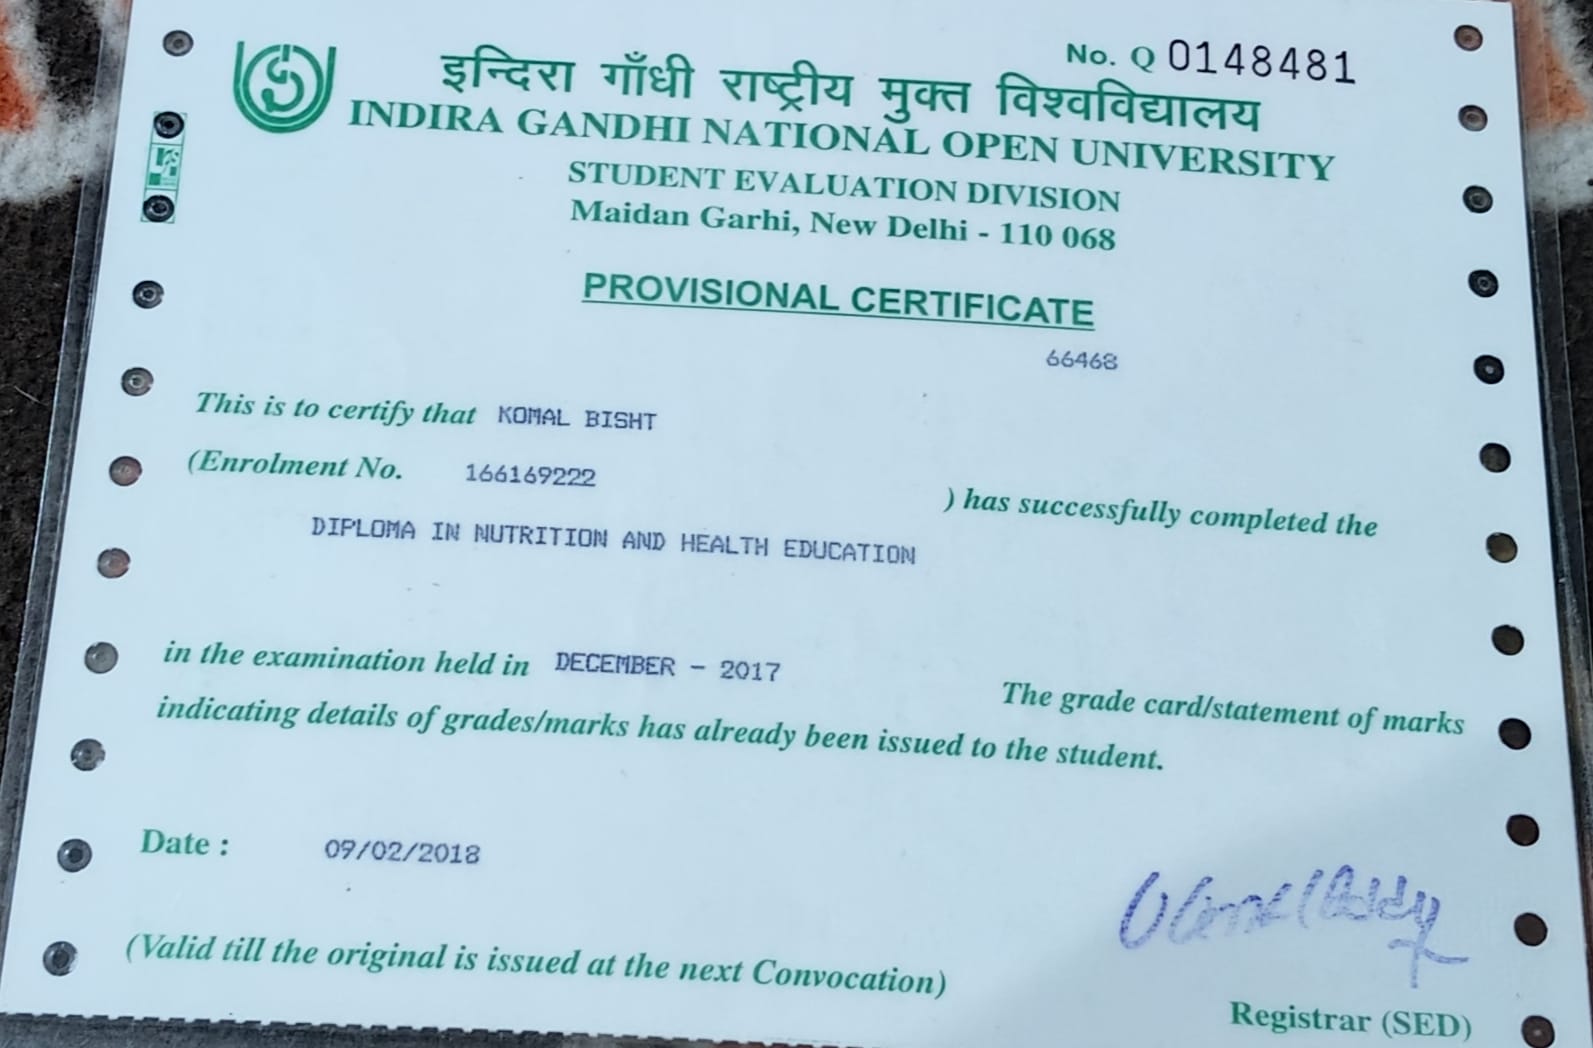 No. Q 0148481
इन्दिरा गाँधी राष्ट्रीय मुक्त विश्वविद्यालय
INDIRA GANDHI NATIONAL OPEN UNIVERSITY
STUDENT EVALUATION DIVISION
Maidan Garhi, New Delhi - 110 068
PROVISIONAL CERTIFICATE
66468
This is to certify that KOMAL BISHT
(Enrolment No. 166169222 ) has successfully completed the
DIPLOMA IN NUTRITION AND HEALTH EDUCATION
in the examination held in DECEMBER - 2017 The grade card/statement of marks
indicating details of grades/marks has already been issued to the student.
Date : 09/02/2018
(Valid till the original is issued at the next Convocation)
Registrar (SED)